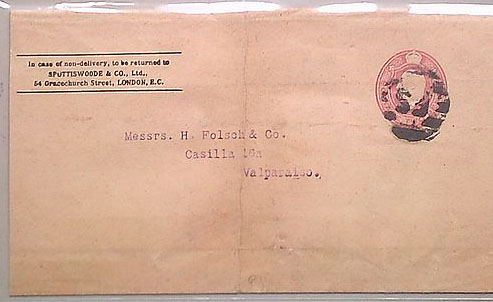 In case of non-delivery, to be returned to
SPOTTISWOODE & CO., Ltd.,
54 Gracechurch Street, LONDON, E.C.
Messrs. H. Folsch & Co.
Casilla 16a
Valparaiso.